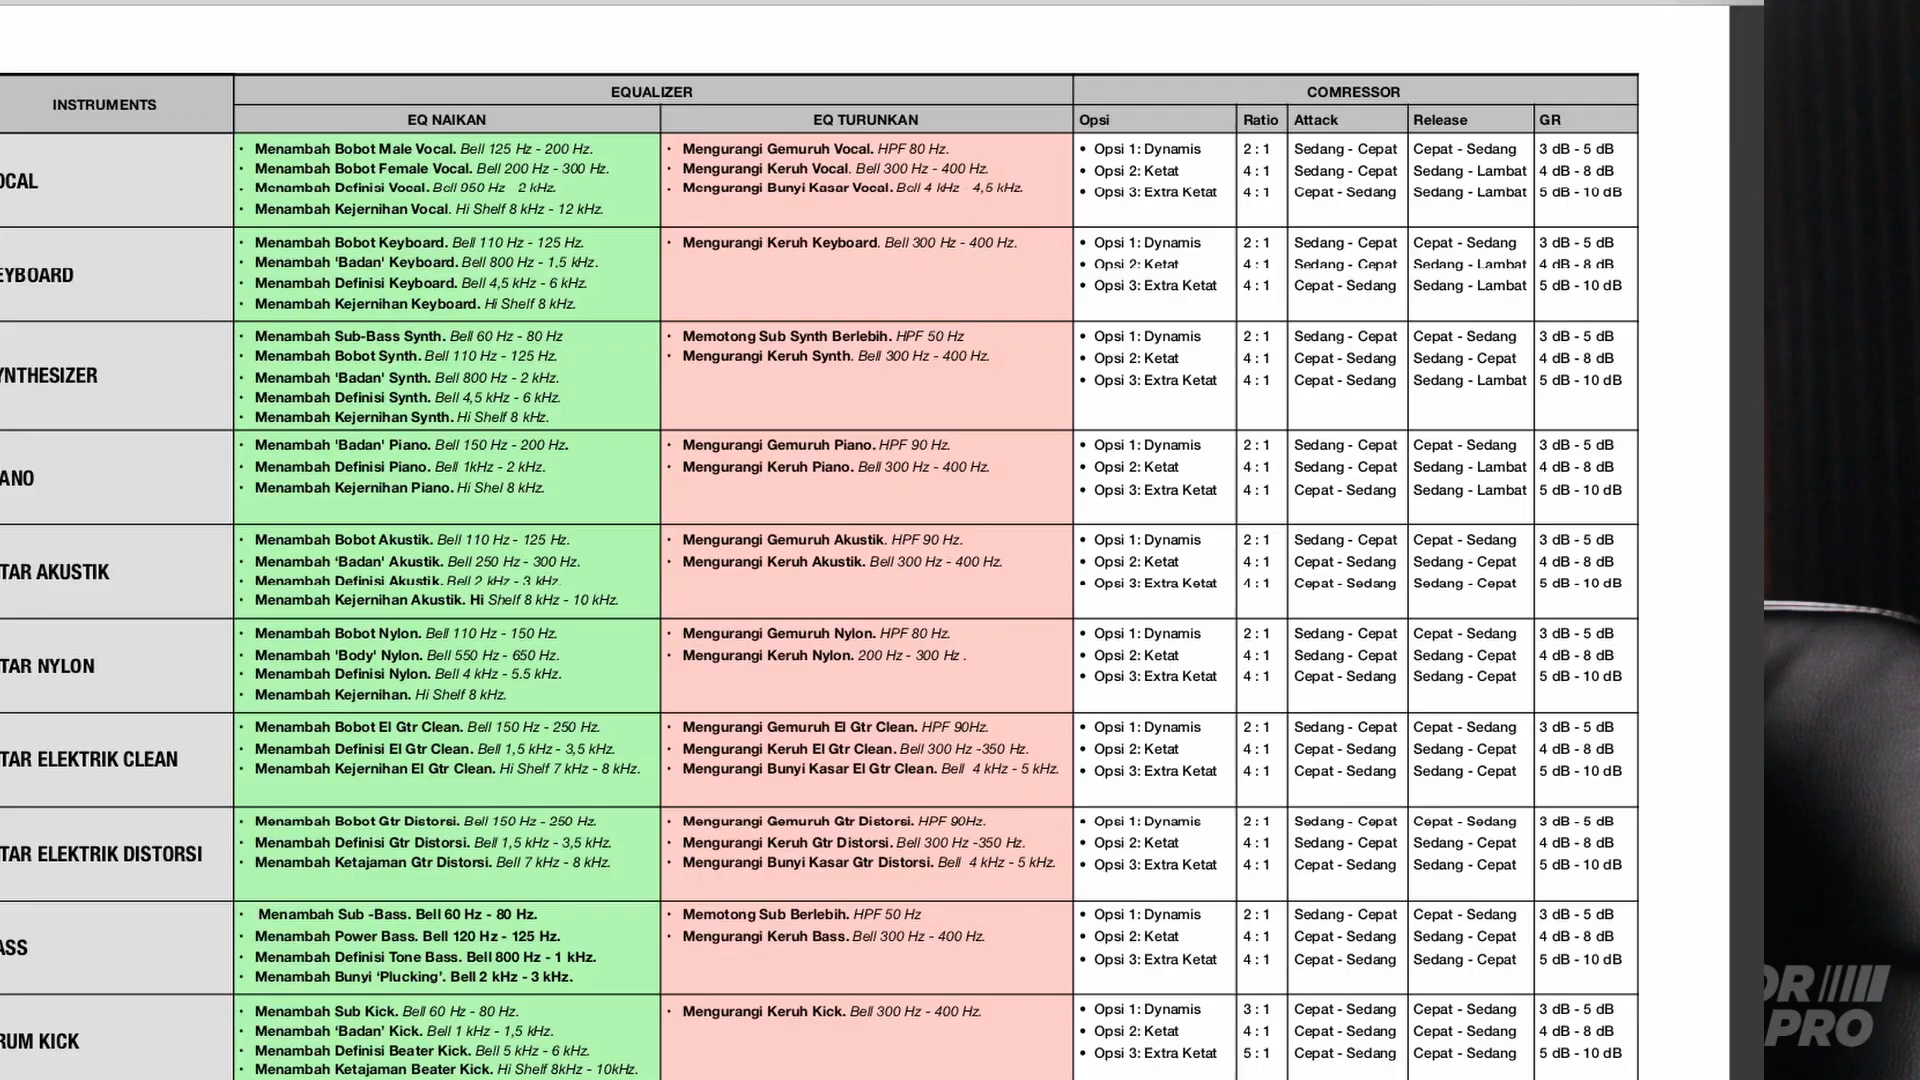 INSTRUMENTS
EQUALIZER
COMRESSOR
EQ NAIKAN
EQ TURUNKAN
Opsi
Ratio
Attack
Release
GR
OCAL
• Menambah Bobot Male Vocal. Bell 125 Hz - 200 Hz.
• Menambah Bobot Female Vocal. Bell 200 Hz - 300 Hz.
• Menambah Definisi Vocal. Bell 950 Hz - 2 kHz.
• Menambah Kejernihan Vocal. Hi Shelf 8 kHz - 12 kHz.
• Mengurangi Gemuruh Vocal. HPF 80 Hz.
• Mengurangi Keruh Vocal. Bell 300 Hz - 400 Hz.
• Mengurangi Bunyi Kasar Vocal. Bell 4 kHz - 4,5 kHz.
• Opsi 1: Dynamis 2 : 1 Sedang - Cepat Cepat - Sedang 3 dB - 5 dB
• Opsi 2: Ketat 4 : 1 Sedang - Cepat Sedang - Lambat 4 dB - 8 dB
• Opsi 3: Extra Ketat 4 : 1 Cepat - Sedang Sedang - Lambat 5 dB - 10 dB
EYBOARD
• Menambah Bobot Keyboard. Bell 110 Hz - 125 Hz.
• Menambah 'Badan' Keyboard. Bell 800 Hz - 1,5 kHz.
• Menambah Definisi Keyboard. Bell 4,5 kHz - 6 kHz.
• Menambah Kejernihan Keyboard. Hi Shelf 8 kHz.
• Mengurangi Keruh Keyboard. Bell 300 Hz - 400 Hz.
• Opsi 1: Dynamis 2 : 1 Sedang - Cepat Cepat - Sedang 3 dB - 5 dB
• Opsi 2: Ketat 4 : 1 Sedang - Cepat Sedang - Lambat 4 dB - 8 dB
• Opsi 3: Extra Ketat 4 : 1 Cepat - Sedang Sedang - Lambat 5 dB - 10 dB
YNTHESIZER
• Menambah Sub-Bass Synth. Bell 60 Hz - 80 Hz
• Menambah Bobot Synth. Bell 110 Hz - 125 Hz.
• Menambah 'Badan' Synth. Bell 800 Hz - 2 kHz.
• Menambah Definisi Synth. Bell 4,5 kHz - 6 kHz.
• Menambah Kejernihan Synth. Hi Shelf 8 kHz.
• Memotong Sub Synth Berlebih. HPF 50 Hz
• Mengurangi Keruh Synth. Bell 300 Hz - 400 Hz.
• Opsi 1: Dynamis 2 : 1 Sedang - Cepat Cepat - Sedang 3 dB - 5 dB
• Opsi 2: Ketat 4 : 1 Cepat - Sedang Sedang - Cepat 4 dB - 8 dB
• Opsi 3: Extra Ketat 4 : 1 Cepat - Sedang Sedang - Lambat 5 dB - 10 dB
ANO
• Menambah 'Badan' Piano. Bell 150 Hz - 200 Hz.
• Menambah Definisi Piano. Bell 1kHz - 2 kHz.
• Menambah Kejernihan Piano. Hi Shel 8 kHz.
• Mengurangi Gemuruh Piano. HPF 90 Hz.
• Mengurangi Keruh Piano. Bell 300 Hz - 400 Hz.
• Opsi 1: Dynamis 2 : 1 Sedang - Cepat Cepat - Sedang 3 dB - 5 dB
• Opsi 2: Ketat 4 : 1 Sedang - Cepat Sedang - Lambat 4 dB - 8 dB
• Opsi 3: Extra Ketat 4 : 1 Cepat - Sedang Sedang - Lambat 5 dB - 10 dB
TAR AKUSTIK
• Menambah Bobot Akustik. Bell 110 Hz - 125 Hz.
• Menambah ‘Badan' Akustik. Bell 250 Hz - 300 Hz.
• Menambah Definisi Akustik. Bell 2 kHz - 3 kHz.
• Menambah Kejernihan Akustik. Hi Shelf 8 kHz - 10 kHz.
• Mengurangi Gemuruh Akustik. HPF 90 Hz.
• Mengurangi Keruh Akustik. Bell 300 Hz - 400 Hz.
• Opsi 1: Dynamis 2 : 1 Sedang - Cepat Cepat - Sedang 3 dB - 5 dB
• Opsi 2: Ketat 4 : 1 Cepat - Sedang Sedang - Cepat 4 dB - 8 dB
• Opsi 3: Extra Ketat 4 : 1 Cepat - Sedang Sedang - Cepat 5 dB - 10 dB
TAR NYLON
• Menambah Bobot Nylon. Bell 110 Hz - 150 Hz.
• Menambah 'Body' Nylon. Bell 550 Hz - 650 Hz.
• Menambah Definisi Nylon. Bell 4 kHz - 5.5 kHz.
• Menambah Kejernihan. Hi Shelf 8 kHz.
• Mengurangi Gemuruh Nylon. HPF 80 Hz.
• Mengurangi Keruh Nylon. 200 Hz - 300 Hz .
• Opsi 1: Dynamis 2 : 1 Sedang - Cepat Cepat - Sedang 3 dB - 5 dB
• Opsi 2: Ketat 4 : 1 Sedang - Cepat Sedang - Cepat 4 dB - 8 dB
• Opsi 3: Extra Ketat 4 : 1 Cepat - Sedang Sedang - Cepat 5 dB - 10 dB
TAR ELEKTRIK CLEAN
• Menambah Bobot El Gtr Clean. Bell 150 Hz - 250 Hz.
• Menambah Definisi El Gtr Clean. Bell 1,5 kHz - 3,5 kHz.
• Menambah Kejernihan El Gtr Clean. Hi Shelf 7 kHz - 8 kHz.
• Mengurangi Gemuruh El Gtr Clean. HPF 90Hz.
• Mengurangi Keruh El Gtr Clean. Bell 300 Hz -350 Hz.
• Mengurangi Bunyi Kasar El Gtr Clean. Bell 4 kHz - 5 kHz.
• Opsi 1: Dynamis 2 : 1 Sedang - Cepat Cepat - Sedang 3 dB - 5 dB
• Opsi 2: Ketat 4 : 1 Cepat - Sedang Sedang - Cepat 4 dB - 8 dB
• Opsi 3: Extra Ketat 4 : 1 Cepat - Sedang Sedang - Cepat 5 dB - 10 dB
TAR ELEKTRIK DISTORSI
• Menambah Bobot Gtr Distorsi. Bell 150 Hz - 250 Hz.
• Menambah Definisi Gtr Distorsi. Bell 1,5 kHz - 3,5 kHz.
• Menambah Ketajaman Gtr Distorsi. Bell 7 kHz - 8 kHz.
• Mengurangi Gemuruh Gtr Distorsi. HPF 90Hz.
• Mengurangi Keruh Gtr Distorsi. Bell 300 Hz -350 Hz.
• Mengurangi Bunyi Kasar Gtr Distorsi. Bell 4 kHz - 5 kHz.
• Opsi 1: Dynamis 2 : 1 Sedang - Cepat Cepat - Sedang 3 dB - 5 dB
• Opsi 2: Ketat 4 : 1 Cepat - Sedang Sedang - Cepat 4 dB - 8 dB
• Opsi 3: Extra Ketat 4 : 1 Cepat - Sedang Sedang - Cepat 5 dB - 10 dB
ASS
• Menambah Sub -Bass. Bell 60 Hz - 80 Hz.
• Menambah Power Bass. Bell 120 Hz - 125 Hz.
• Menambah Definisi Tone Bass. Bell 800 Hz - 1 kHz.
• Menambah Bunyi ‘Plucking’. Bell 2 kHz - 3 kHz.
• Memotong Sub Berlebih. HPF 50 Hz
• Mengurangi Keruh Bass. Bell 300 Hz - 400 Hz.
• Opsi 1: Dynamis 2 : 1 Sedang - Cepat Cepat - Sedang 3 dB - 5 dB
• Opsi 2: Ketat 4 : 1 Cepat - Sedang Sedang - Cepat 4 dB - 8 dB
• Opsi 3: Extra Ketat 4 : 1 Cepat - Sedang Sedang - Cepat 5 dB - 10 dB
RUM KICK
• Menambah Sub Kick. Bell 60 Hz - 80 Hz.
• Menambah ‘Badan’ Kick. Bell 1 kHz - 1,5 kHz.
• Menambah Definisi Beater Kick. Bell 5 kHz - 6 kHz.
• Menambah Ketajaman Beater Kick. Hi Shelf 8kHz - 10kHz.
• Mengurangi Keruh Kick. Bell 300 Hz - 400 Hz.
• Opsi 1: Dynamis 3 : 1 Cepat - Sedang Cepat - Sedang 3 dB - 5 dB
• Opsi 2: Ketat 4 : 1 Cepat - Sedang Cepat - Sedang 4 dB - 8 dB
• Opsi 3: Extra Ketat 5 : 1 Cepat - Sedang Cepat - Sedang 5 dB - 10 dB
OR
PRO